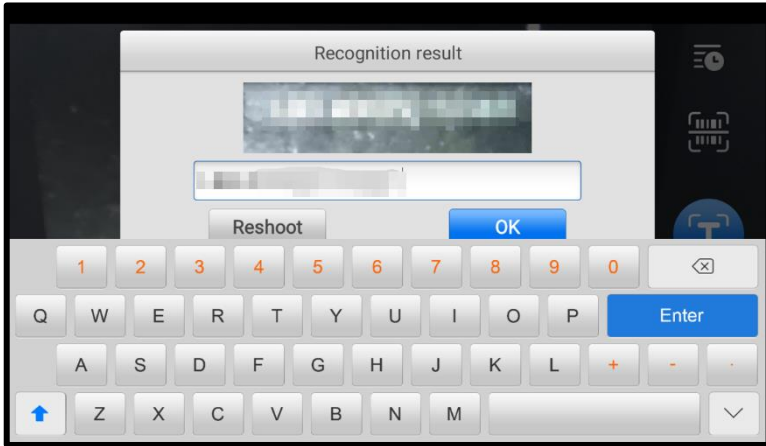 Recognition result
Reshoot
OK
1 2 3 4 5 6 7 8 9 0
Q W E R T Y U I O P Enter
A S D F G H J K L + - .
Z X C V B N M